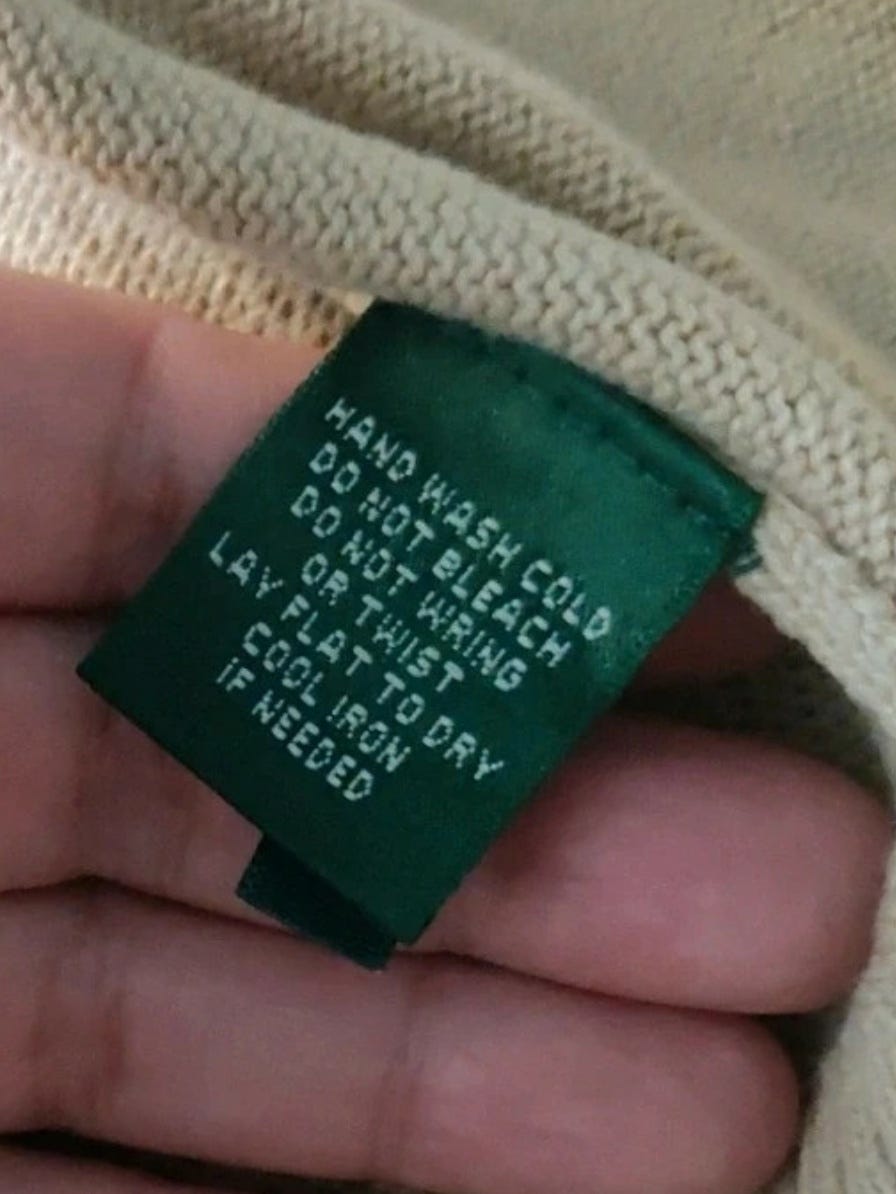 HAND WASH COLD
DO NOT BLEACH
DO NOT WRING
OR TWIST
LAY FLAT TO DRY
COOL IRON
IF NEEDED